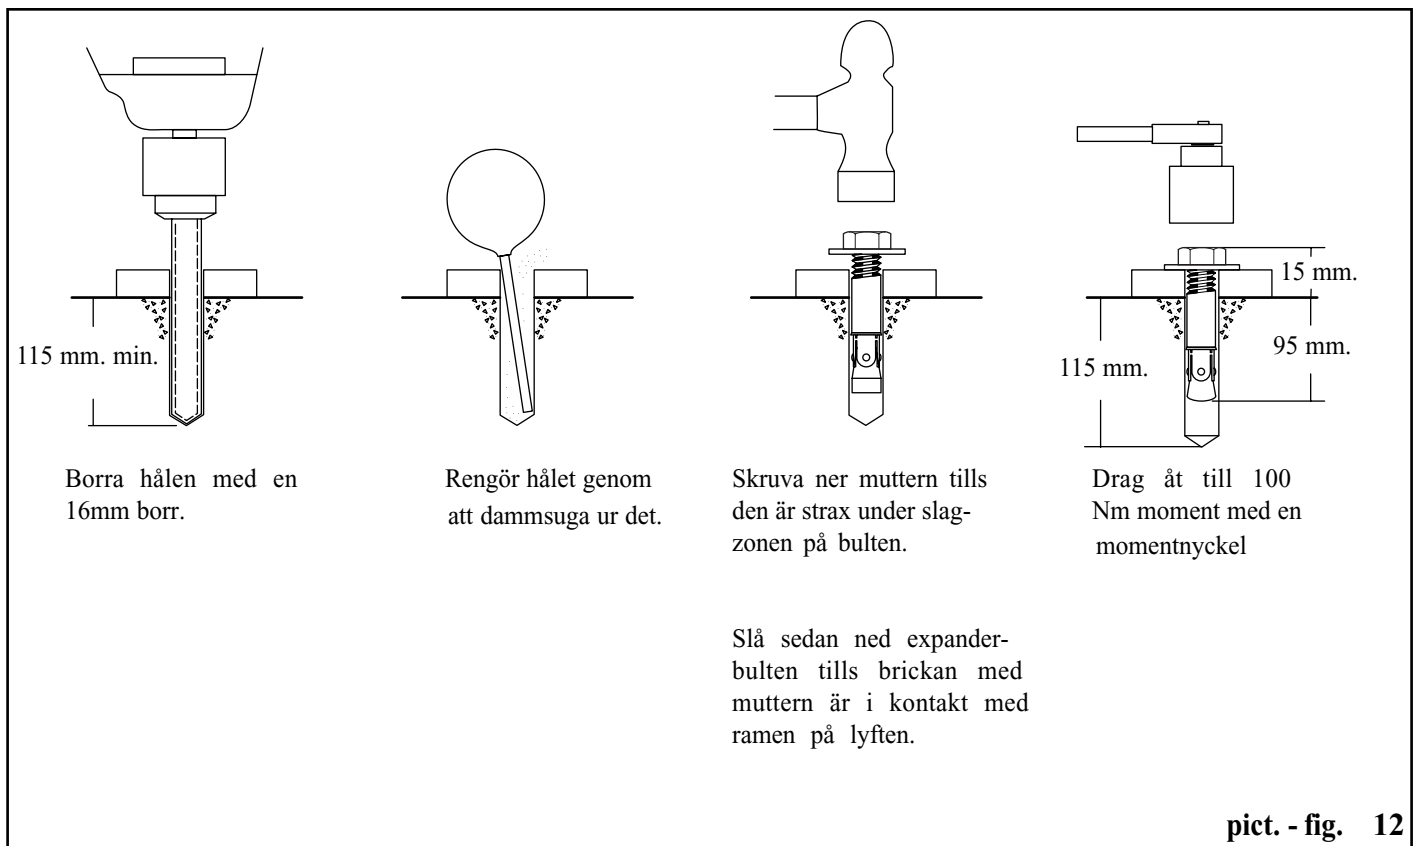 115 mm. min.
Borra hålen med en
16mm borr.
Rengör hålet genom
att dammsuga ur det.
Skruva ner muttern tills
den är strax under slag-
zonen på bulten.
Slå sedan ned expander-
bulten tills brickan med
muttern är i kontakt med
ramen på lyften.
15 mm.
95 mm.
115 mm.
Drag åt till 100
Nm moment med en
momentnyckel
pict. - fig. 12